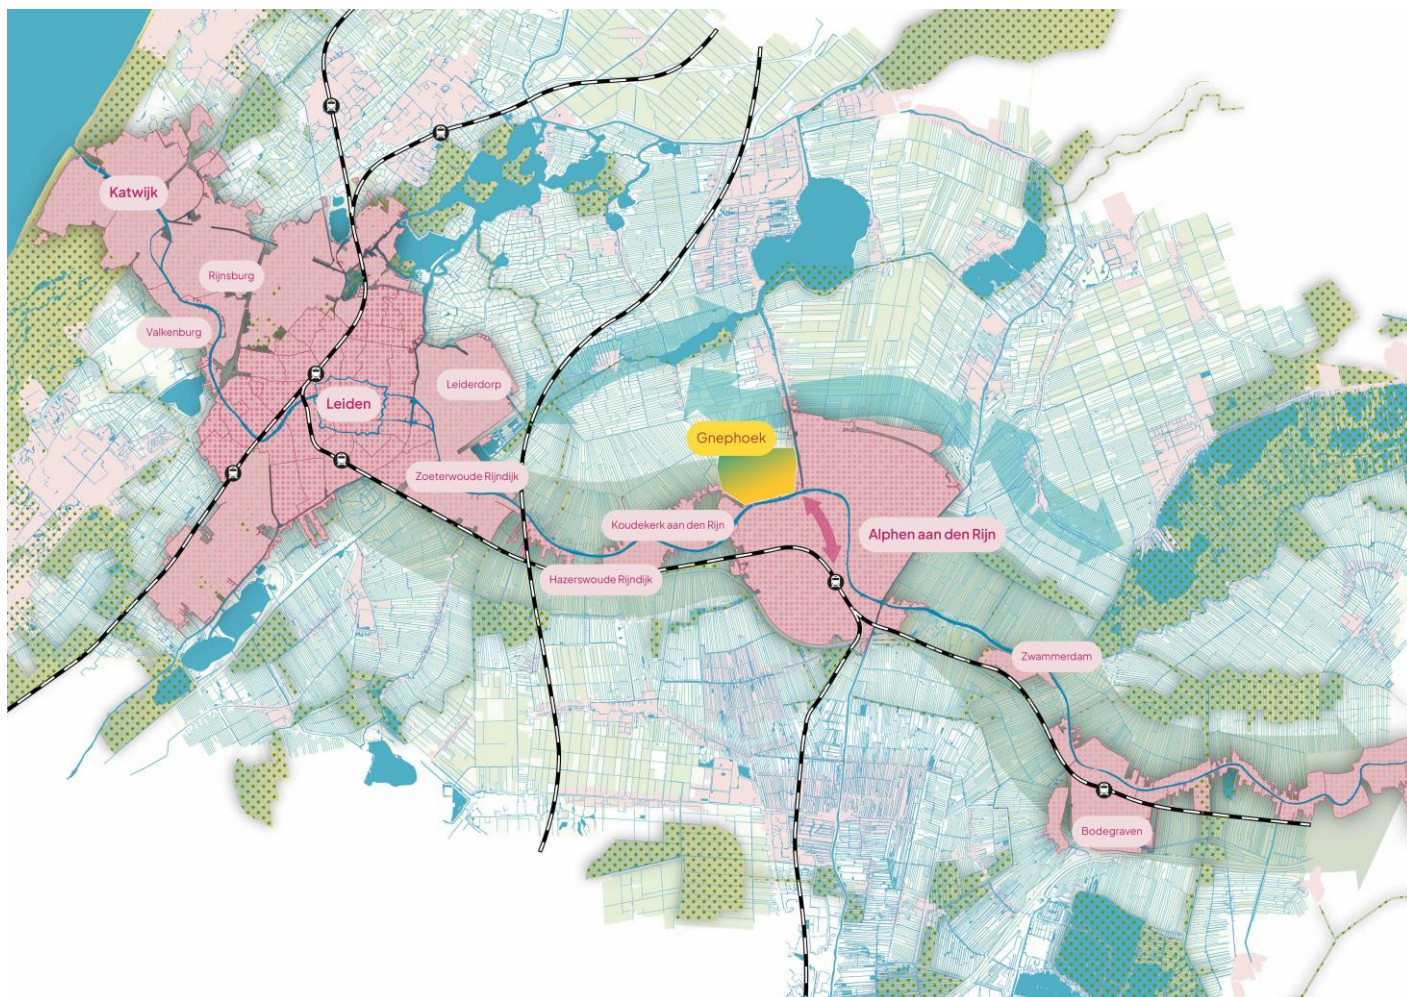 Katwijk
Rijnsburg
Valkenburg
Leiderdorp
Leiden
Gnephoek
Zoeterwoude Rijndijk
Koudekerk aan den Rijn
Alphen aan den Rijn
Hazerswoude Rijndijk
Zwammerdam
Bodegraven